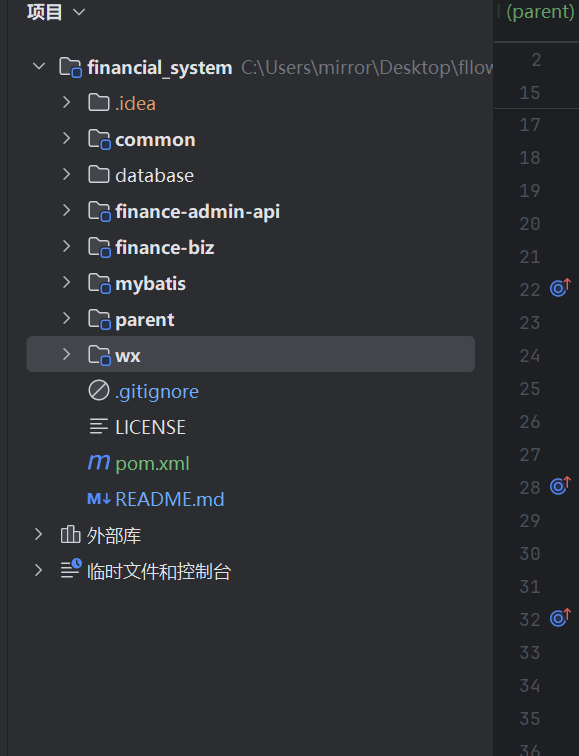 项目
(parent)
financial_system C:\Users\mirror\Desktop\fllow
.idea
common
database
finance-admin-api
finance-biz
mybatis
parent
wx
.gitignore
LICENSE
m pom.xml
M↓ README.md
外部库
临时文件和控制台
2
15
17
18
19
20
21
22
23
24
25
26
27
28
29
30
31
32
33
34
35
36